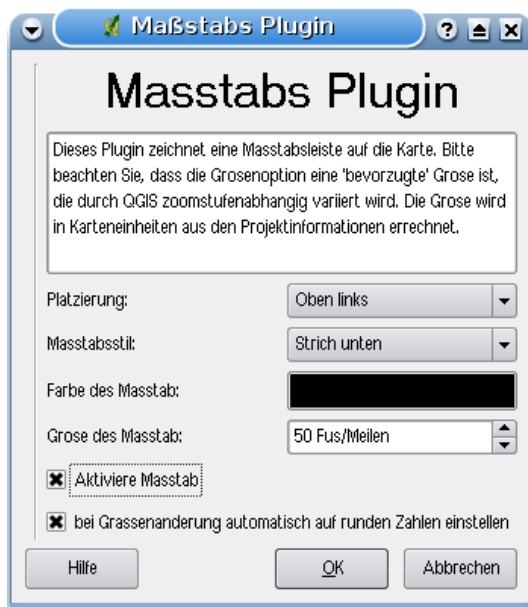 Maßstabs Plugin
Masstabs Plugin
Dieses Plugin zeichnet eine Masstabsleiste auf die Karte. Bitte
beachten Sie, dass die Grosenoption eine 'bevorzugte' Grose ist,
die durch QGIS zoomstufenabhangig variiert wird. Die Grose wird
in Karteneinheiten aus den Projektinformationen errechnet.
Platzierung:
Oben links
Masstabsstil:
Strich unten
Farbe des Masstab:
Grose des Masstab:
50 Fus/Meilen
Aktiviere Masstab
bei Grassenanderung automatisch auf runden Zahlen einstellen
Hilfe
OK
Abbrechen